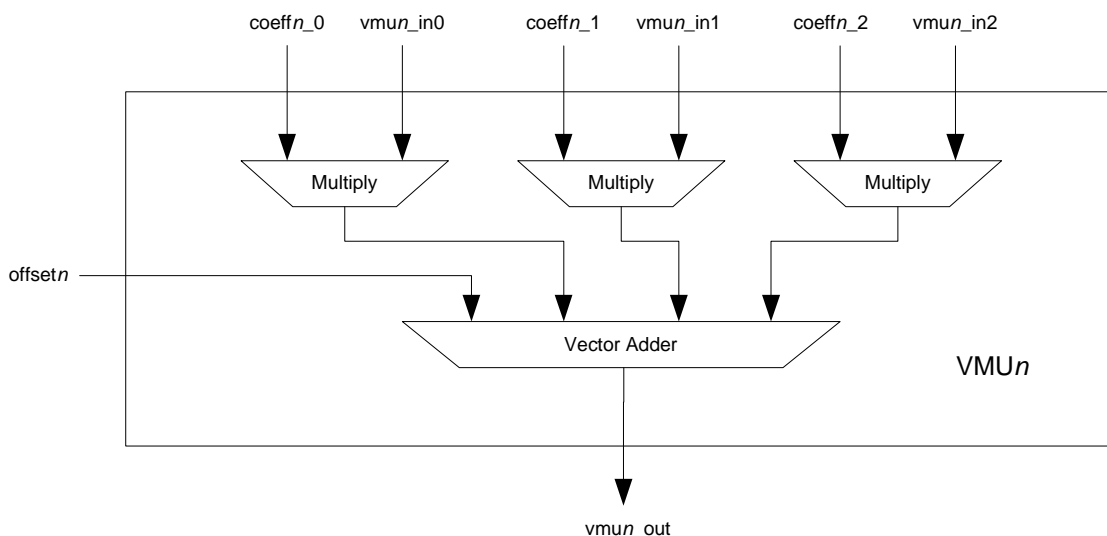 coeffn_0 vmun_in0 coeffn_1 vmun_in1 coeffn_2 vmun_in2
Multiply Multiply Multiply
offsetn
Vector Adder
VMUn
vmun_out